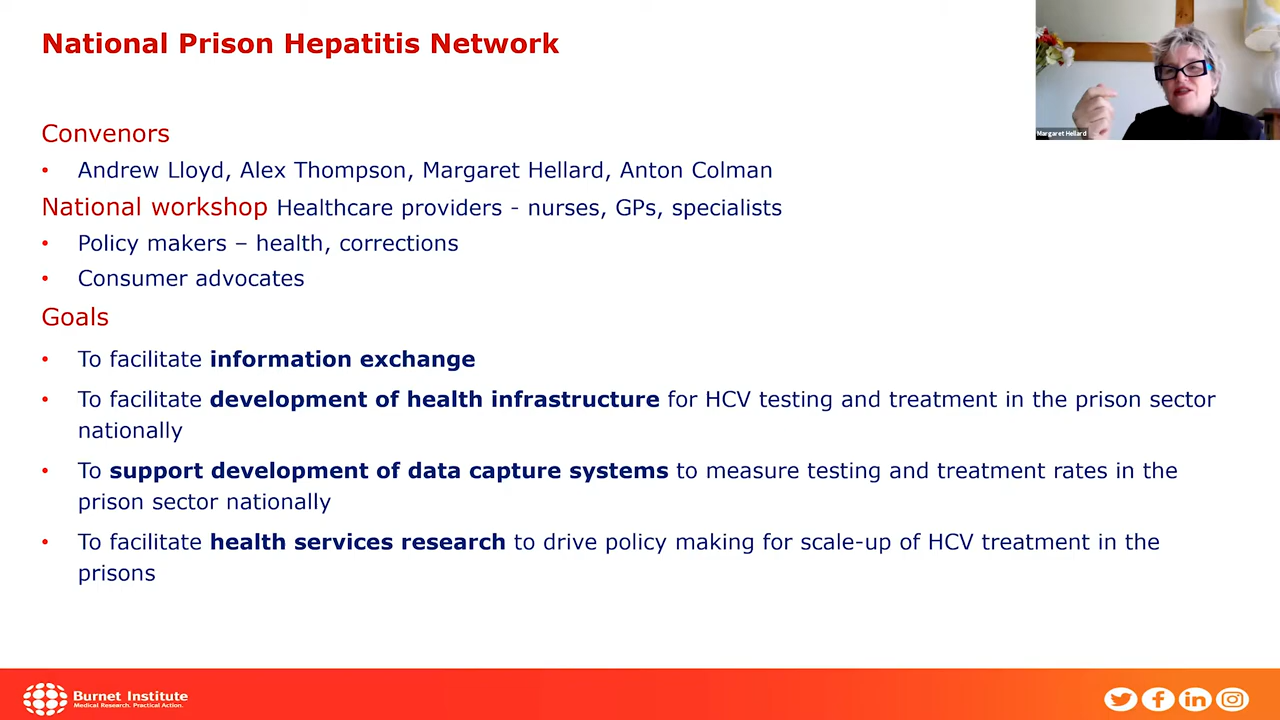 National Prison Hepatitis Network
Margaret Hellard
Convenors
• Andrew Lloyd, Alex Thompson, Margaret Hellard, Anton Colman
National workshop Healthcare providers - nurses, GPs, specialists
• Policy makers – health, corrections
• Consumer advocates
Goals
• To facilitate information exchange
• To facilitate development of health infrastructure for HCV testing and treatment in the prison sector
nationally
• To support development of data capture systems to measure testing and treatment rates in the
prison sector nationally
• To facilitate health services research to drive policy making for scale-up of HCV treatment in the
prisons
Burnet Institute
Medical Research. Practical Action.